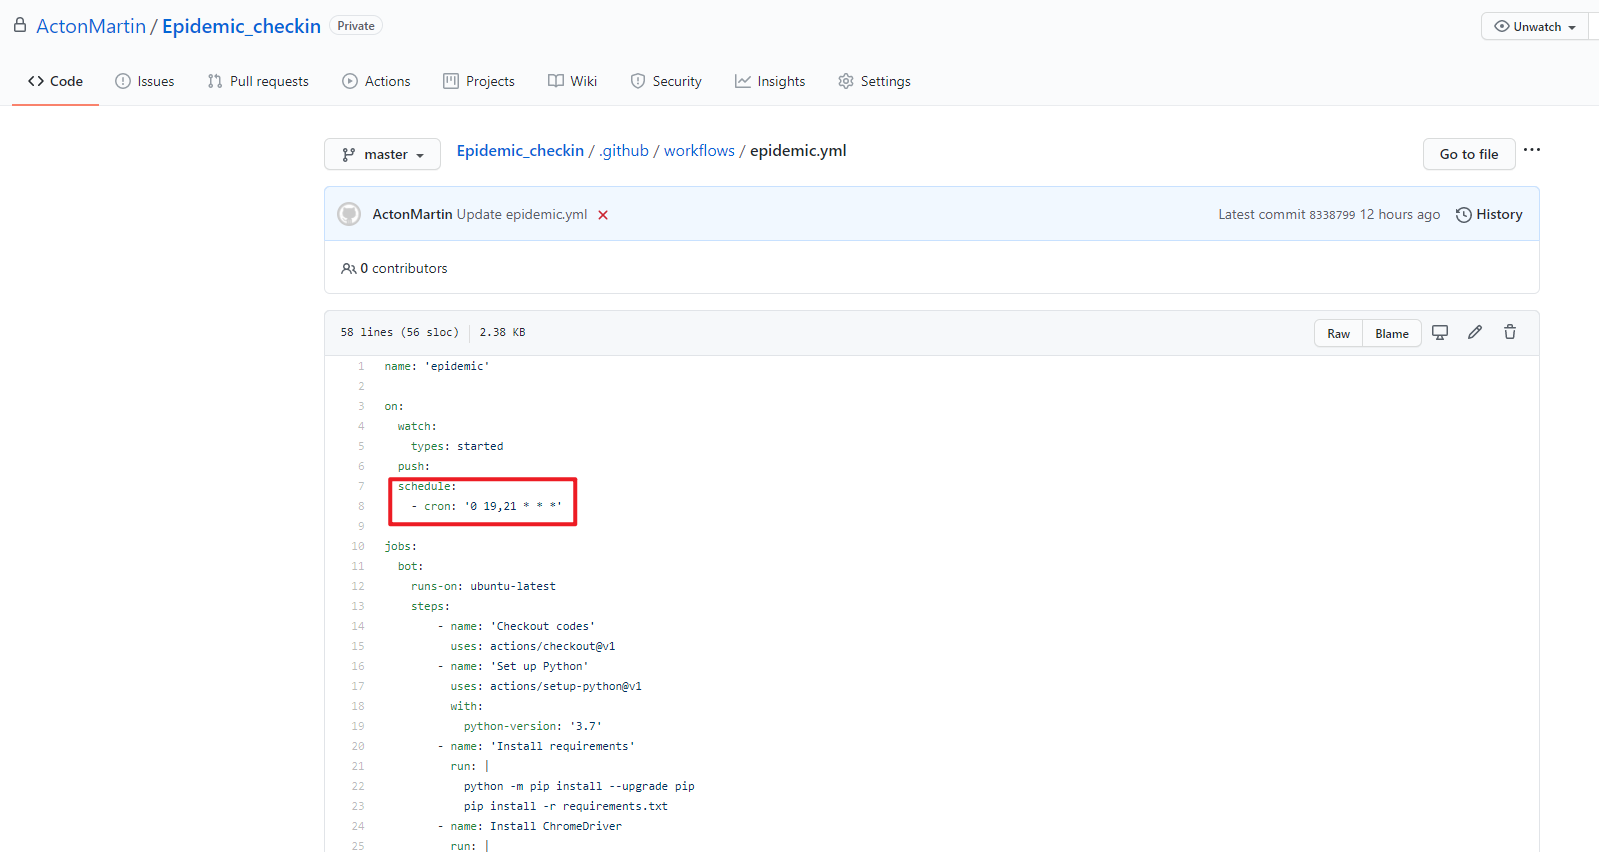 ActonMartin / Epidemic_checkin Private
Unwatch
Code Issues Pull requests Actions Projects Wiki Security Insights Settings
master Epidemic_checkin / .github / workflows / epidemic.yml Go to file ...
ActonMartin Update epidemic.yml Latest commit 8338799 12 hours ago History
0 contributors
58 lines (56 sloc) 2.38 KB Raw Blame
1 name: 'epidemic'
2
3 on:
4 watch:
5 types: started
6 push:
7 schedule:
8 - cron: '0 19,21 * * *'
9
10 jobs:
11 bot:
12 runs-on: ubuntu-latest
13 steps:
14 - name: 'Checkout codes'
15 uses: actions/checkout@v1
16 - name: 'Set up Python'
17 uses: actions/setup-python@v1
18 with:
19 python-version: '3.7'
20 - name: 'Install requirements'
21 run: |
22 python -m pip install --upgrade pip
23 pip install -r requirements.txt
24 - name: Install ChromeDriver
25 run: |